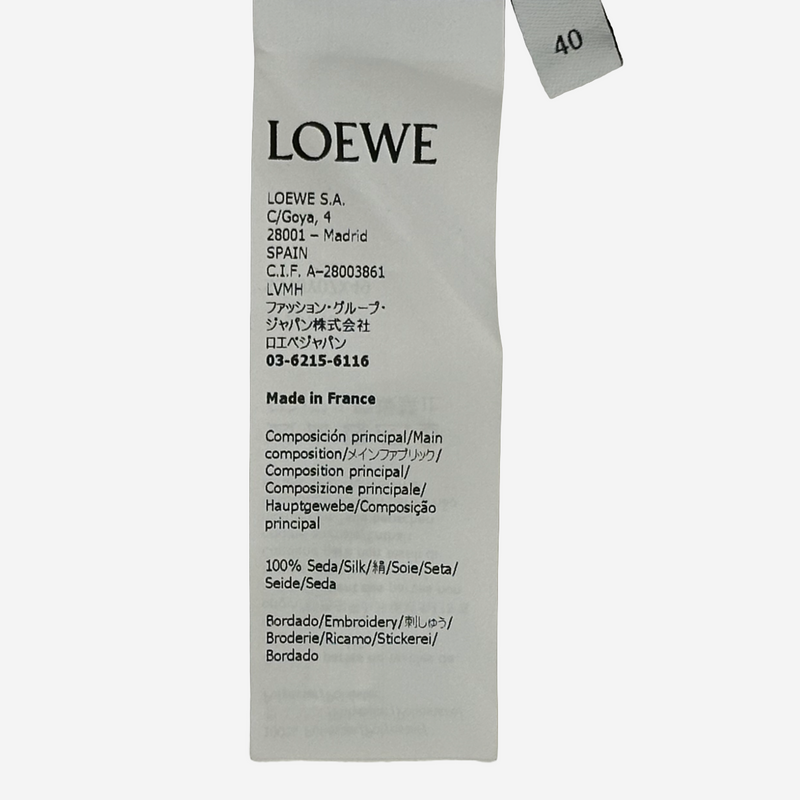 40
LOEWE
LOEWE S.A.
C/Goya, 4
28001 – Madrid
SPAIN
C.I.F. A–28003861
LVMH
ファッション・グループ・
ジャパン株式会社
ロエベジャパン
03-6215-6116
Made in France
Composición principal/Main
composition/メインファブリック/
Composition principal/
Composizione principale/
Hauptgewebe/Composição
principal
100% Seda/Silk/絹/Soie/Seta/
Seide/Seda
Bordado/Embroidery/刺しゅう/
Broderie/Ricamo/Stickerei/
Bordado